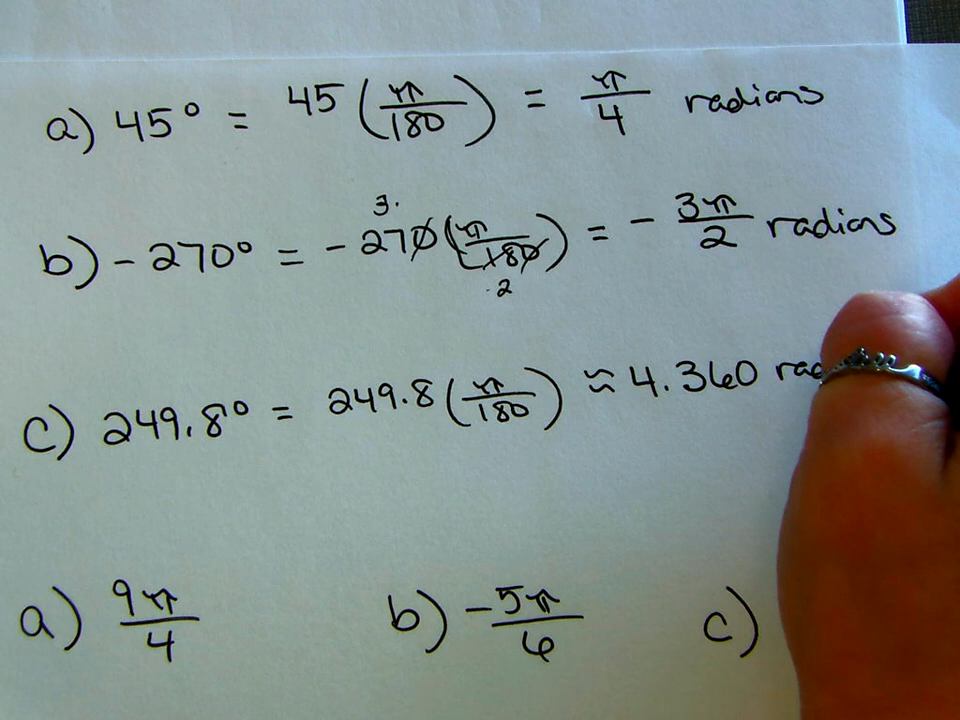 a) 45° = 45 (π/180) = π/4 radians
b) -270° = -270 (π/180) = -3π/2 radians
3.
2
c) 249.8° = 249.8 (π/180) ≈ 4.360
a) 9π/4 b) -5π/6 c)